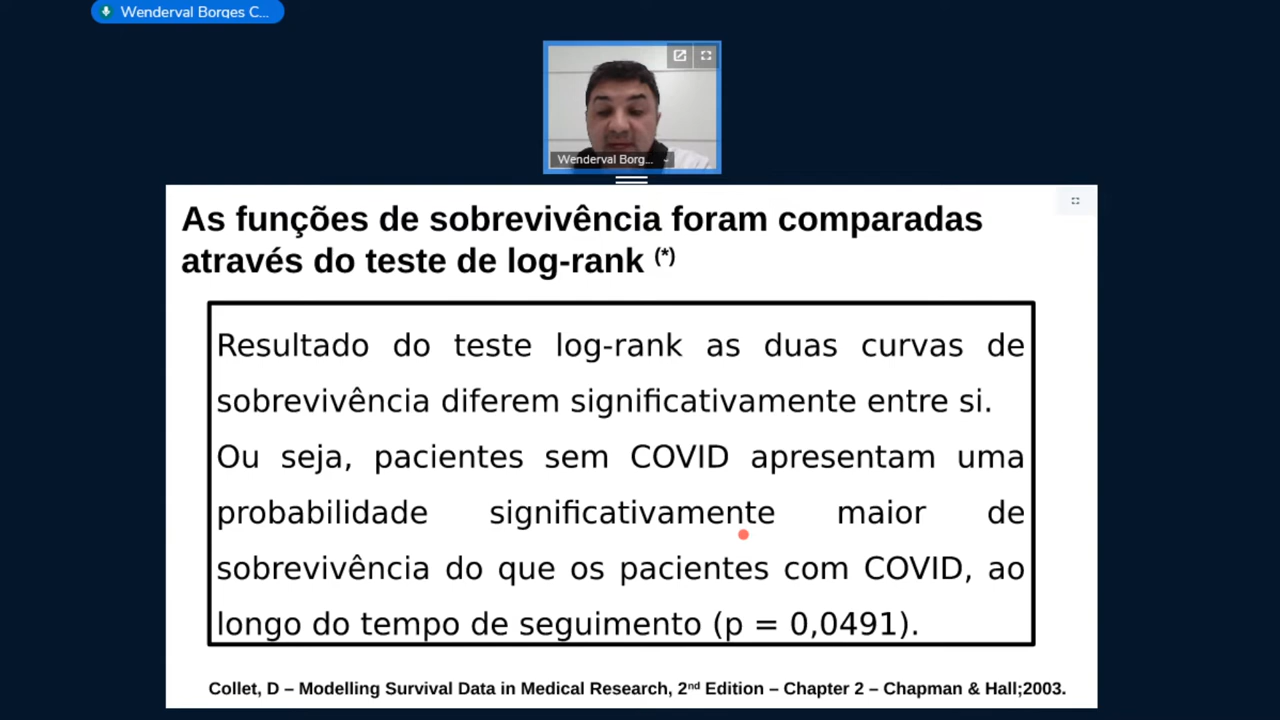 Wenderval Borges C...
Wenderval Borg...
As funções de sobrevivência foram comparadas
através do teste de log-rank (*)
Resultado do teste log-rank as duas curvas de
sobrevivência diferem significativamente entre si.
Ou seja, pacientes sem COVID apresentam uma
probabilidade significativamente maior de
sobrevivência do que os pacientes com COVID, ao
longo do tempo de seguimento (p = 0,0491).
Collet, D – Modelling Survival Data in Medical Research, 2nd Edition – Chapter 2 – Chapman & Hall;2003.